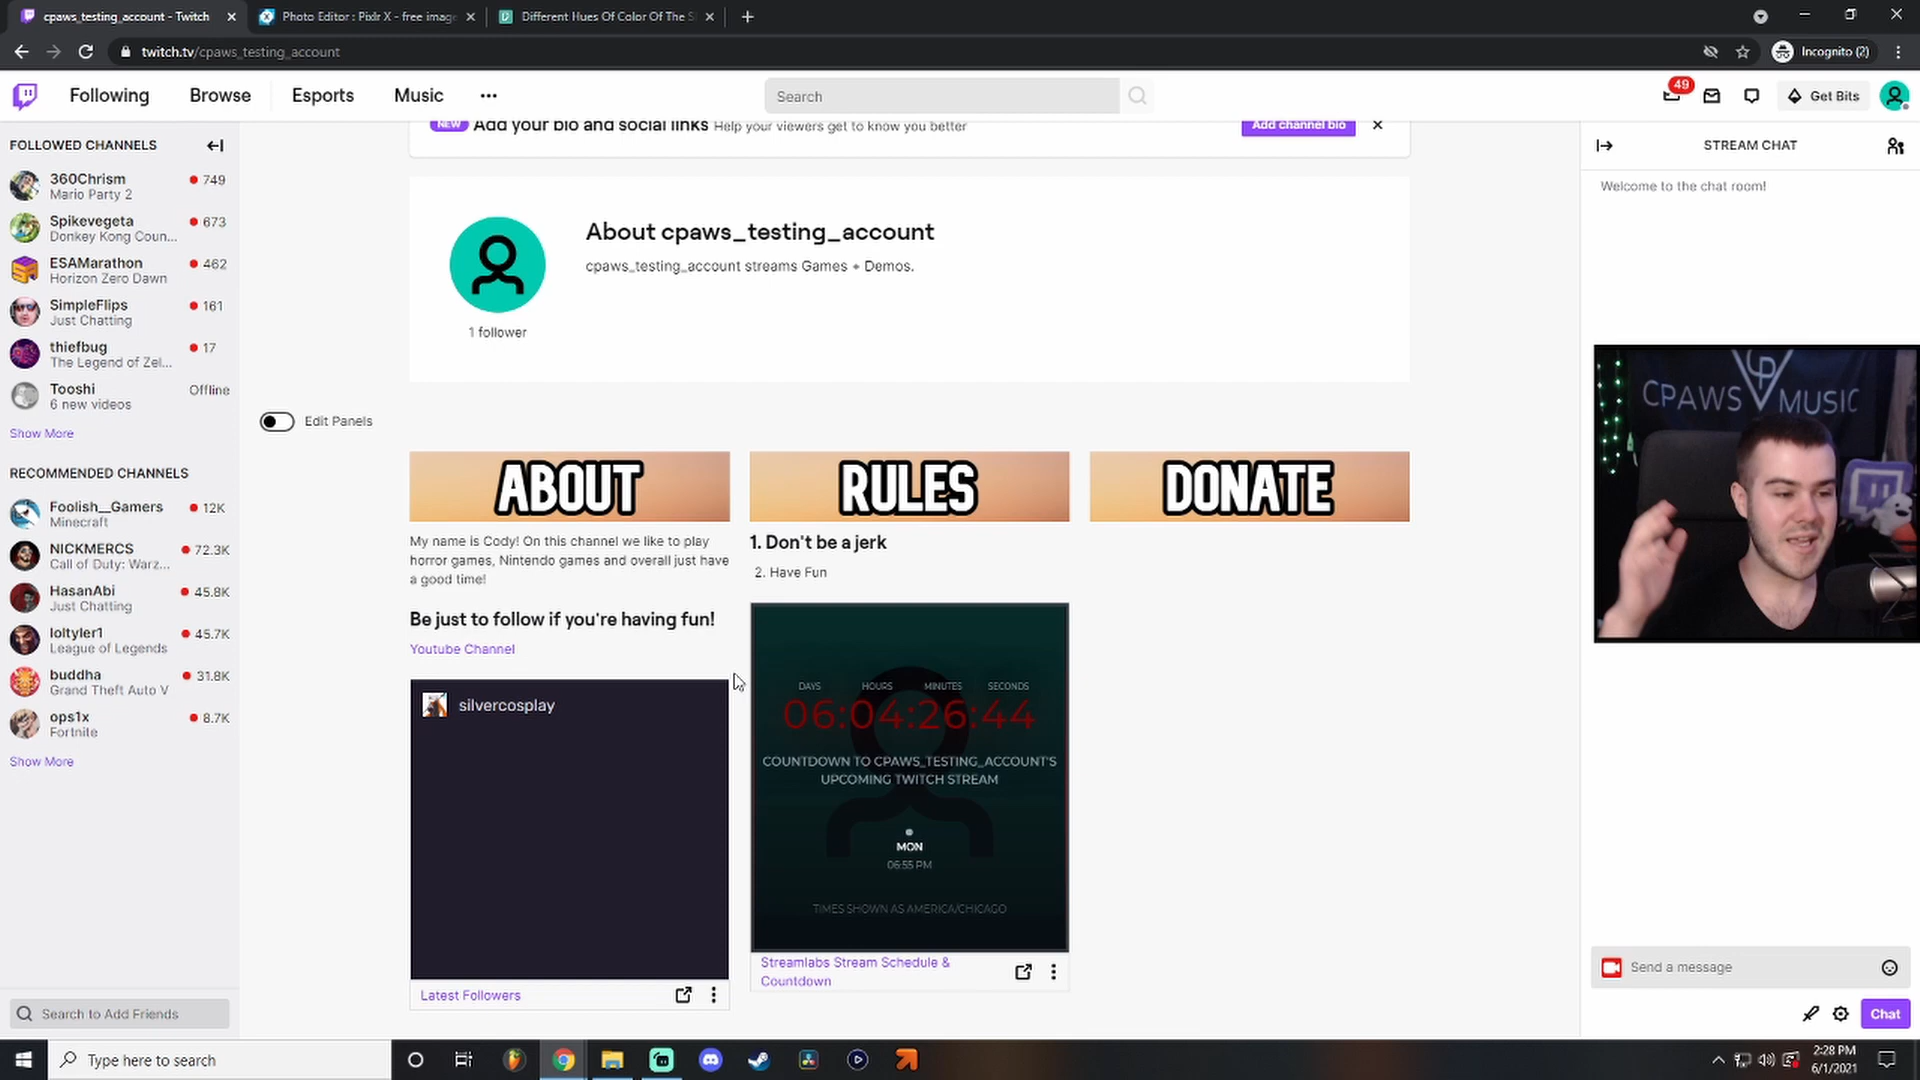 cpaws_testing_account - Twitch
Photo Editor : Pixlr X - free image
Different Hues Of Color Of The S
twitch.tv/cpaws_testing_account
Incognito (2)
Following
Browse
Esports
Music
Search
49
Get Bits
FOLLOWED CHANNELS
360Chrism
749
Mario Party 2
Spikevegeta
673
Donkey Kong Coun...
ESAMarathon
462
Horizon Zero Dawn
SimpleFlips
161
Just Chatting
thiefbug
17
The Legend of Zel...
Tooshi
Offline
6 new videos
Show More
RECOMMENDED CHANNELS
Foolish__Gamers
12K
Minecraft
NICKMERCS
72.3K
Call of Duty: Warz...
HasanAbi
45.8K
Just Chatting
loltyler1
45.7K
League of Legends
buddha
31.8K
Grand Theft Auto V
ops1x
8.7K
Fortnite
Show More
Search to Add Friends
NEW
Add your bio and social links Help your viewers get to know you better
Add channel bio
About cpaws_testing_account
cpaws_testing_account streams Games + Demos.
1 follower
Edit Panels
ABOUT
My name is Cody! On this channel we like to play
horror games, Nintendo games and overall just have
a good time!
Be just to follow if you're having fun!
Youtube Channel
silvercosplay
Latest Followers
RULES
1. Don't be a jerk
2. Have Fun
DAYS HOURS MINUTES SECONDS
06:04:26:44
COUNTDOWN TO CPAWS_TESTING_ACCOUNT'S
UPCOMING TWITCH STREAM
MON
06:55 PM
TIMES SHOWN AS AMERICA/CHICAGO
Streamlabs Stream Schedule &
Countdown
DONATE
STREAM CHAT
Welcome to the chat room!
CPAWS MUSIC
CP
Send a message
Chat
Type here to search
2:28 PM
6/1/2021